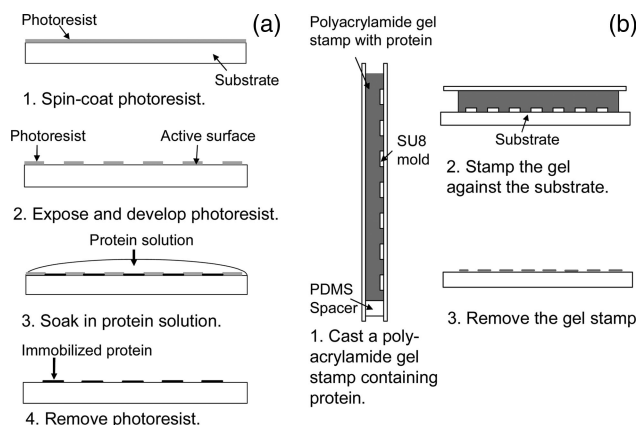 (a)
Photoresist
Substrate
1. Spin-coat photoresist.
Photoresist
Active surface
2. Expose and develop photoresist.
Protein solution
3. Soak in protein solution.
Immobilized protein
4. Remove photoresist.
(b)
Polyacrylamide gel
stamp with protein
SU8
mold
PDMS
Spacer
1. Cast a poly-
acrylamide gel
stamp containing
protein.
Substrate
2. Stamp the gel
against the substrate.
3. Remove the gel stamp